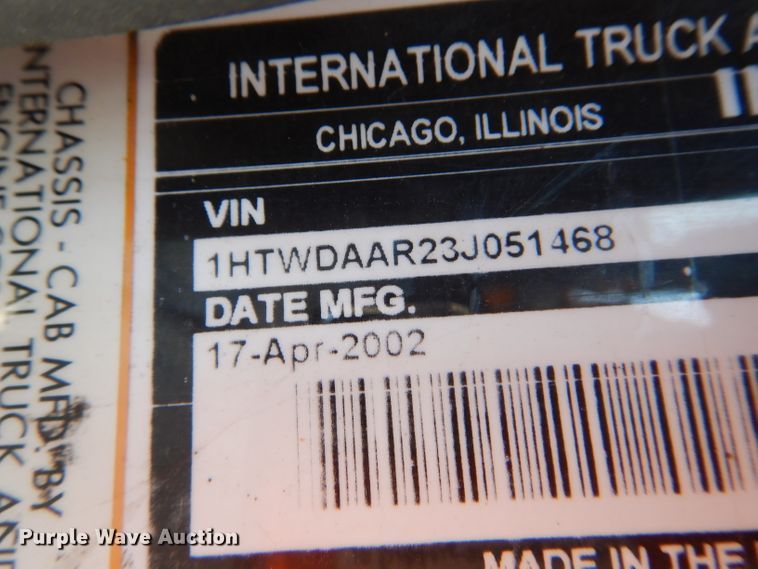 INTERNATIONAL TRUCK A
CHICAGO, ILLINOIS
VIN
1HTWDAAR23J051468
DATE MFG.
17-Apr-2002
MADE IN THE
CHASSIS - CAB MFD. BY
INTERNATIONAL TRUCK AND
Purple Wave Auction